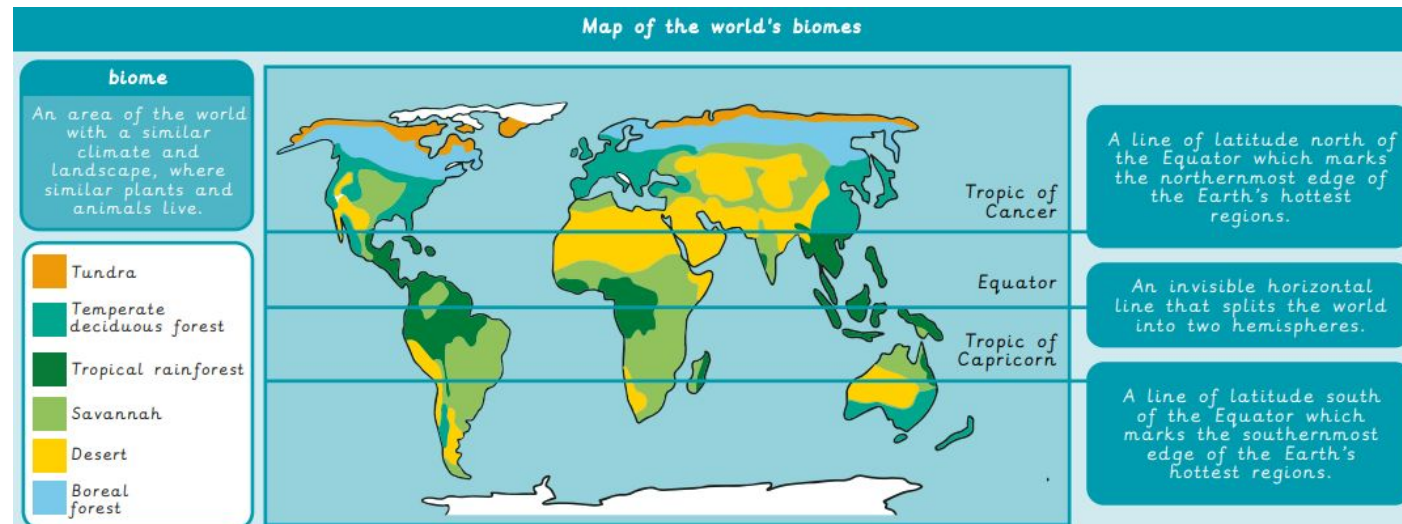 Map of the world's biomes
biome
An area of the world
with a similar
climate and
landscape, where
similar plants and
animals live.
Tundra
Temperate
deciduous forest
Tropical rainforest
Savannah
Desert
Boreal
forest
Tropic of
Cancer
Equator
Tropic of
Capricorn
A line of latitude north of
the Equator which marks
the northernmost edge of
the Earth's hottest
regions.
An invisible horizontal
line that splits the world
into two hemispheres.
A line of latitude south
of the Equator which
marks the southernmost
edge of the Earth's
hottest regions.